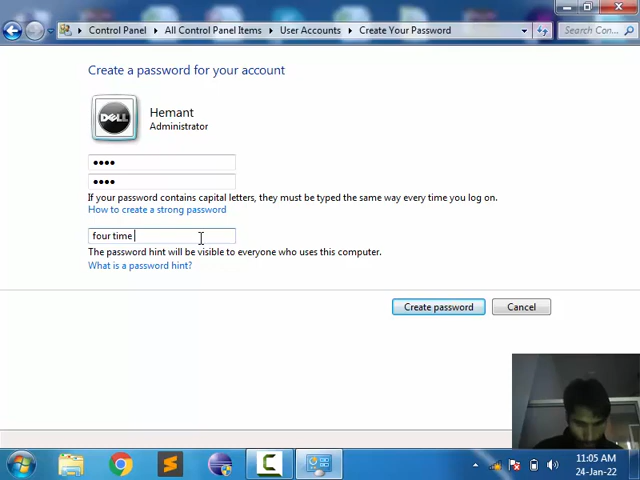 Control Panel
All Control Panel Items
User Accounts
Create Your Password
Search Con...
Create a password for your account
DELL
Hemant
Administrator
If your password contains capital letters, they must be typed the same way every time you log on.
How to create a strong password
four time
The password hint will be visible to everyone who uses this computer.
What is a password hint?
Create password
Cancel
11:05 AM
24-Jan-22